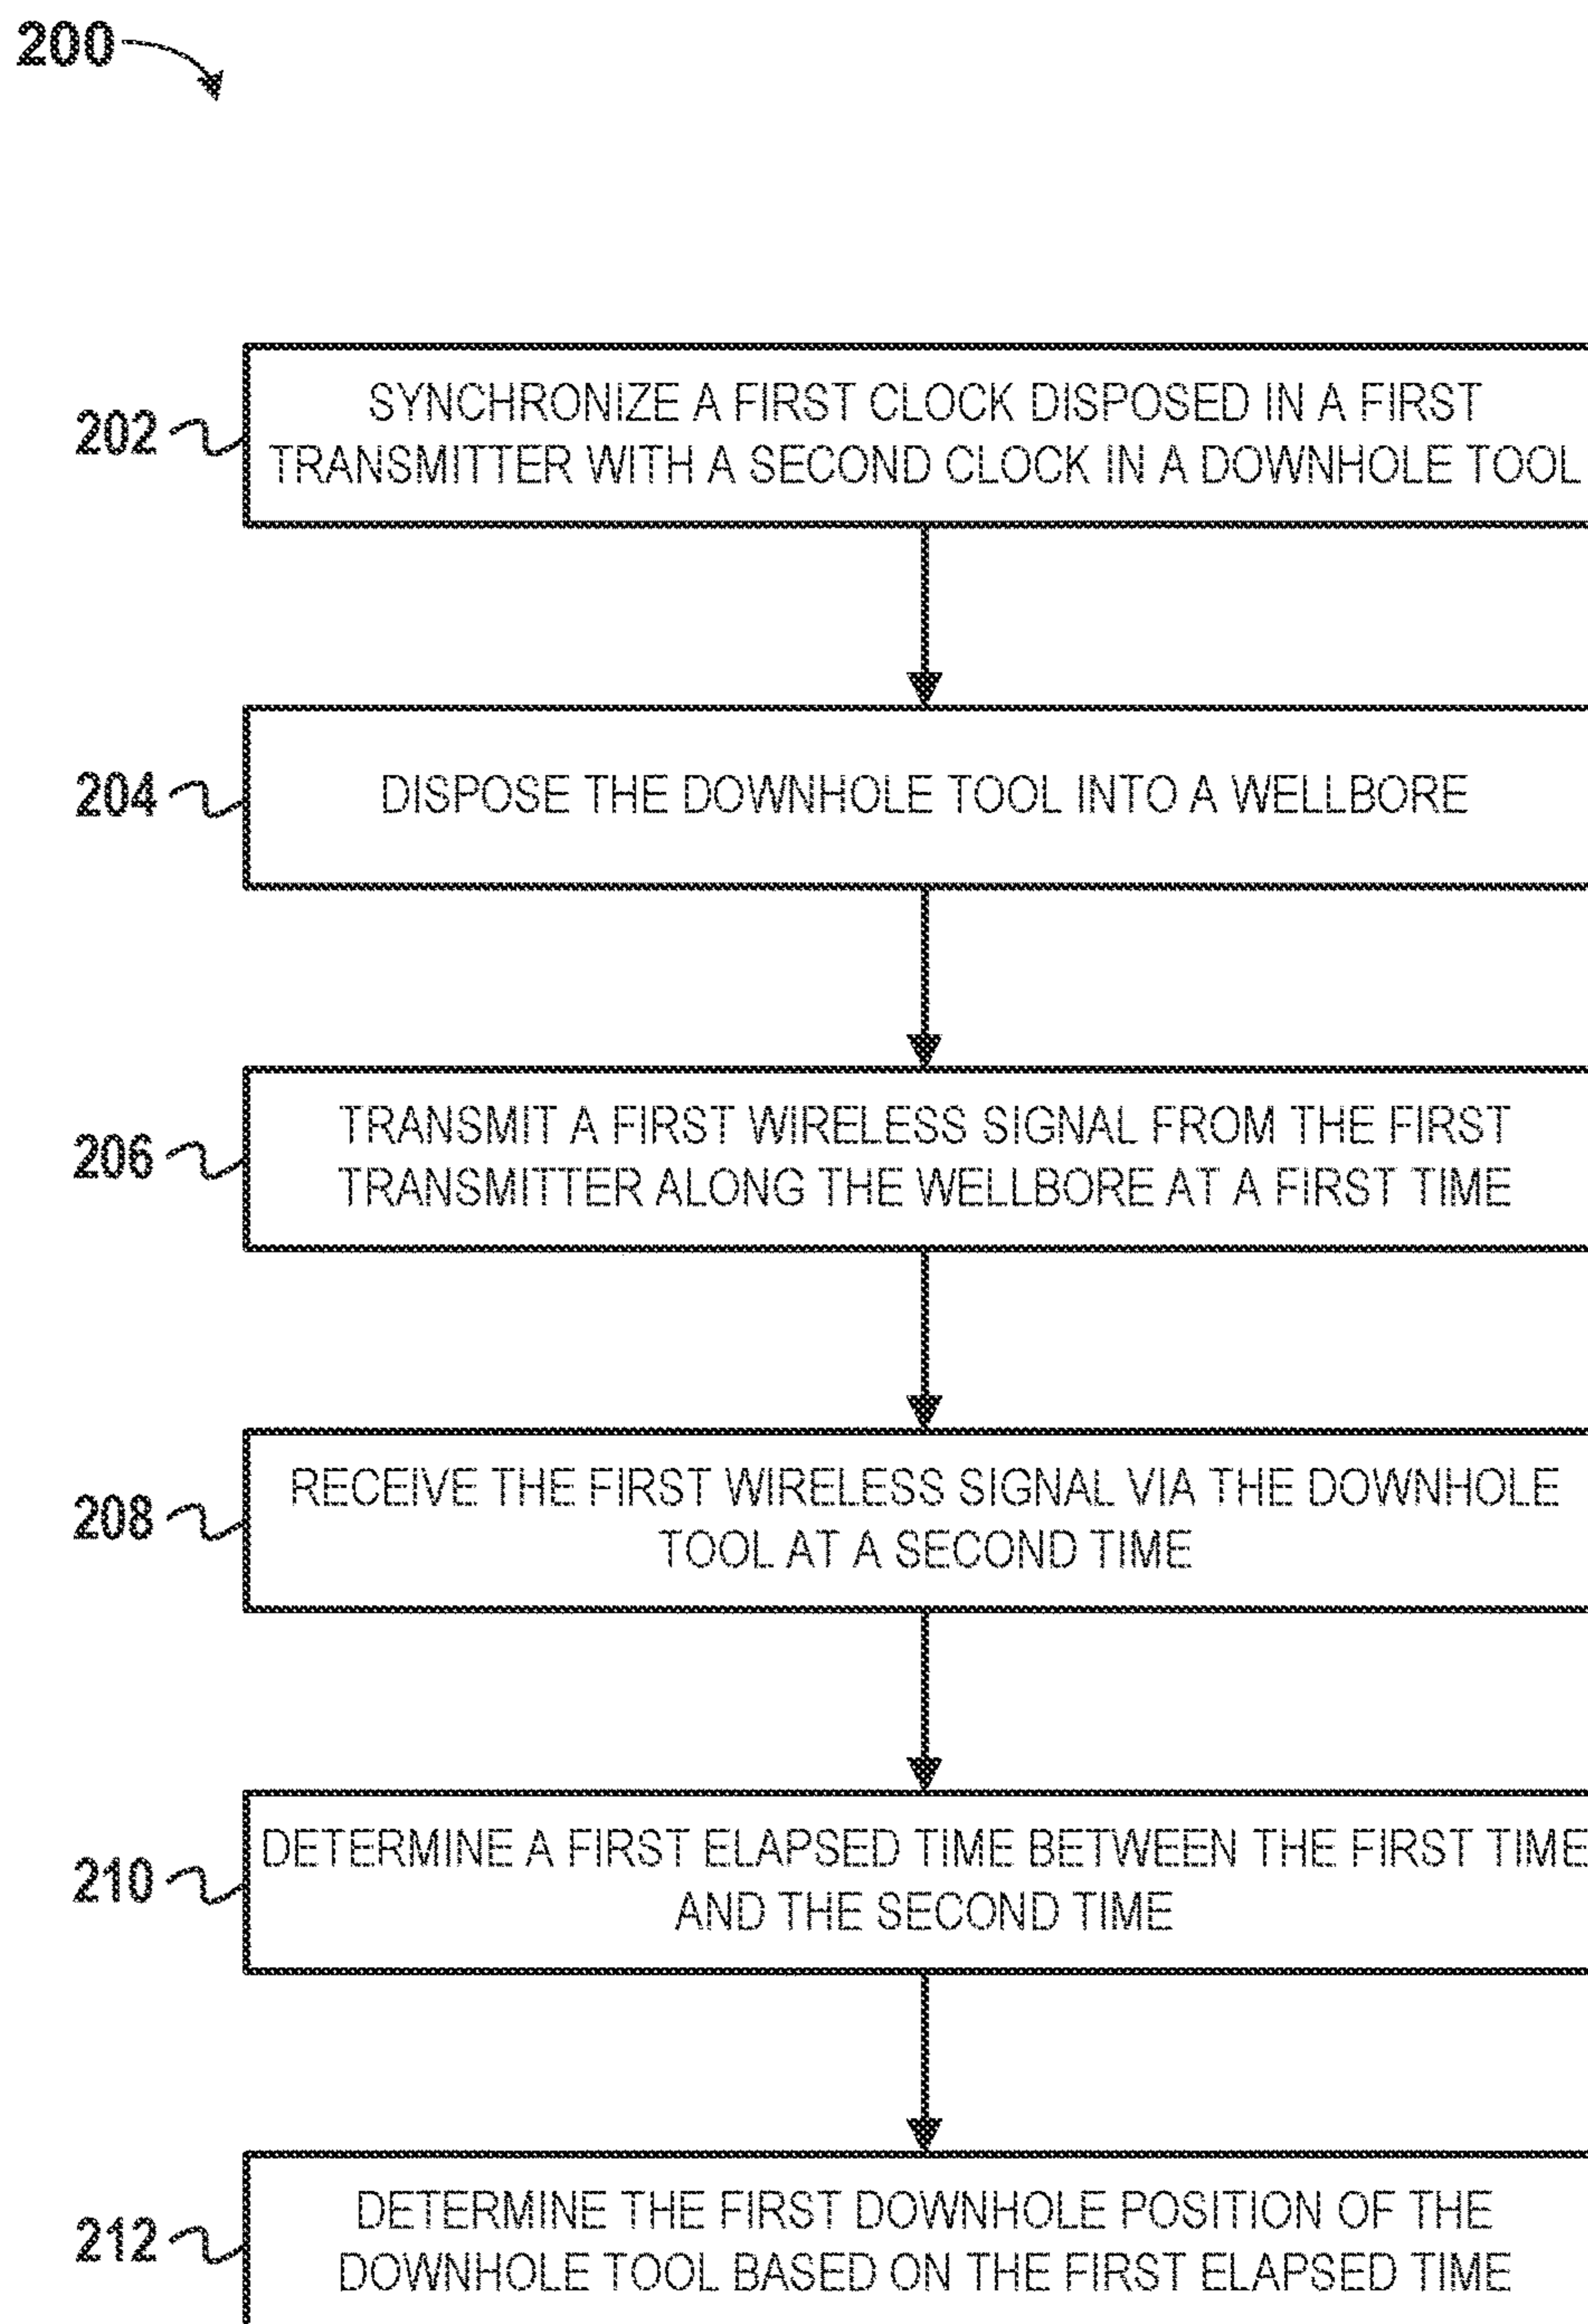 200
202
SYNCHRONIZE A FIRST CLOCK DISPOSED IN A FIRST
TRANSMITTER WITH A SECOND CLOCK IN A DOWNHOLE TOOL
204
DISPOSE THE DOWNHOLE TOOL INTO A WELLBORE
206
TRANSMIT A FIRST WIRELESS SIGNAL FROM THE FIRST
TRANSMITTER ALONG THE WELLBORE AT A FIRST TIME
208
RECEIVE THE FIRST WIRELESS SIGNAL VIA THE DOWNHOLE
TOOL AT A SECOND TIME
210
DETERMINE A FIRST ELAPSED TIME BETWEEN THE FIRST TIME
AND THE SECOND TIME
212
DETERMINE THE FIRST DOWNHOLE POSITION OF THE
DOWNHOLE TOOL BASED ON THE FIRST ELAPSED TIME